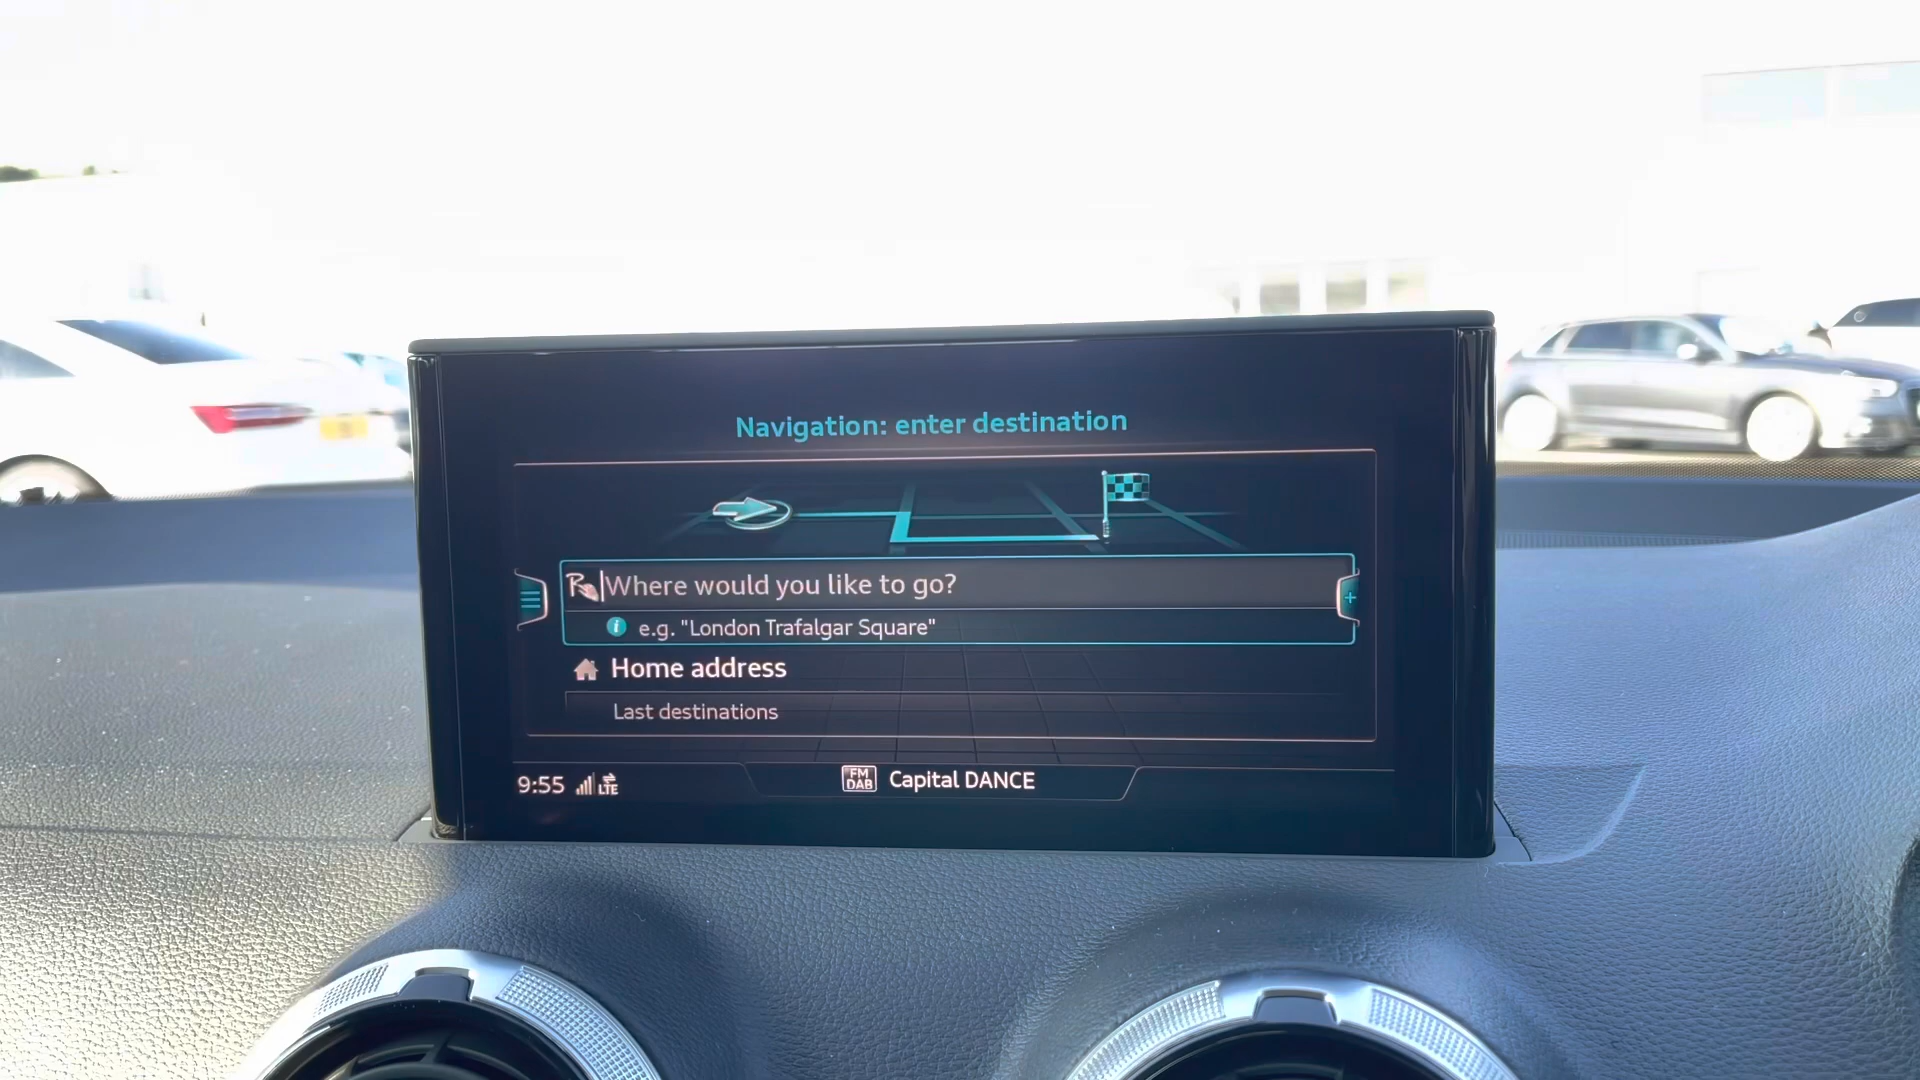 Navigation: enter destination
Where would you like to go?
e.g. "London Trafalgar Square"
Home address
Last destinations
9:55 LTE
FM DAB Capital DANCE